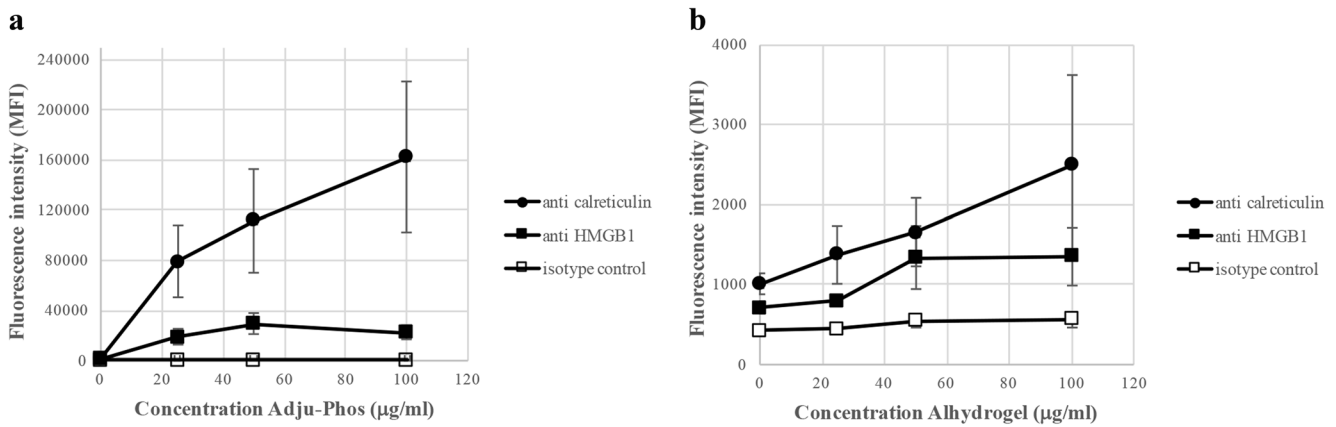 a
Fluorescence intensity (MFI)
240000
200000
160000
120000
80000
40000
0
0 20 40 60 80 100 120
Concentration Adju-Phos (µg/ml)
anti calreticulin
anti HMGB1
isotype control
b
Fluorescence intensity (MFI)
4000
3000
2000
1000
0
0 20 40 60 80 100 120
Concentration Alhydrogel (µg/ml)
anti calreticulin
anti HMGB1
isotype control